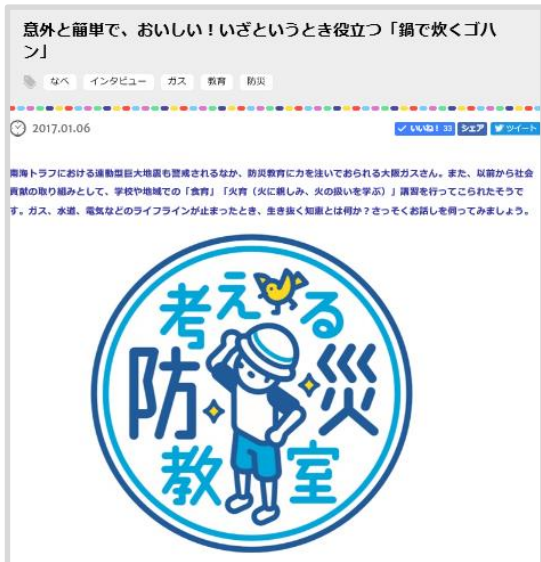 意外と簡単で、おいしい！いざというとき役立つ「鍋で炊くゴハ
ン」
なべ インタビュー ガス 教育 防災
2017.01.06 いいね！ 33 シェア ツイート
南海トラフにおける連動型巨大地震も警戒されるなか、防災教育に力を注いでおられる大阪ガスさん。また、以前から社会
貢献の取り組みとして、学校や地域での「食育」「火育（火に親しみ、火の扱いを学ぶ）」講習を行ってこられたそうで
す。ガス、水道、電気などのライフラインが止まったとき、生き抜く知恵とは何か？さっそくお話しを伺ってみましょう。
考える
防災
教室